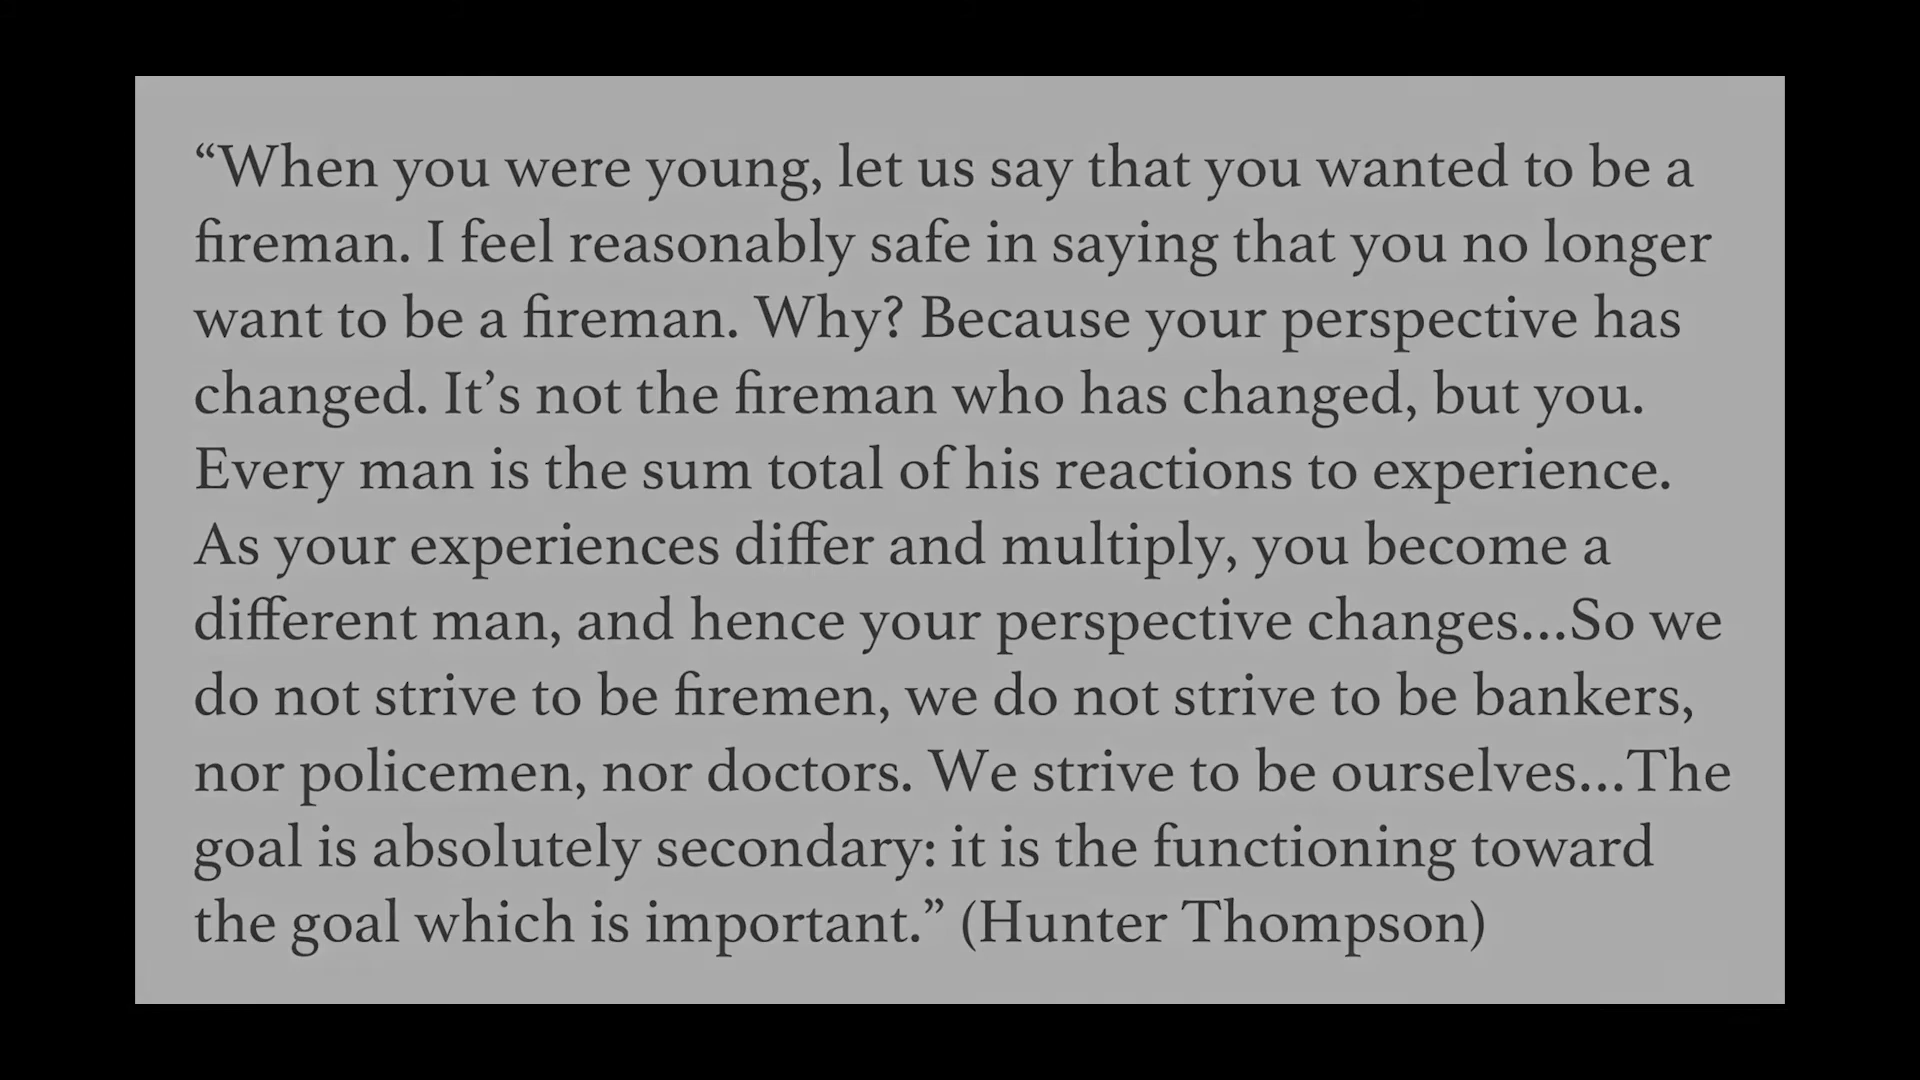 “When you were young, let us say that you wanted to be a
fireman. I feel reasonably safe in saying that you no longer
want to be a fireman. Why? Because your perspective has
changed. It’s not the fireman who has changed, but you.
Every man is the sum total of his reactions to experience.
As your experiences differ and multiply, you become a
different man, and hence your perspective changes...So we
do not strive to be firemen, we do not strive to be bankers,
nor policemen, nor doctors. We strive to be ourselves...The
goal is absolutely secondary: it is the functioning toward
the goal which is important.” (Hunter Thompson)